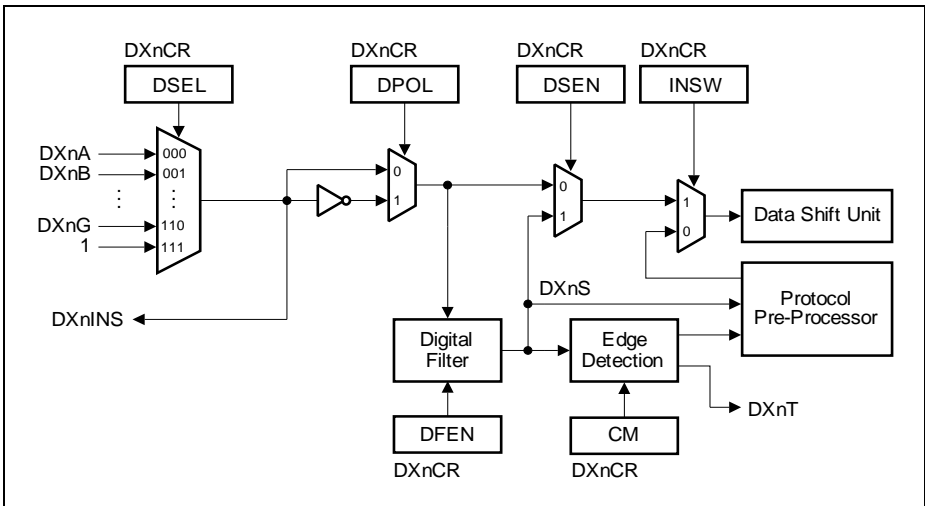 DXnCR
DSEL
DXnCR
DPOL
DXnCR
DSEN
DXnCR
INSW
DXnA
000
DXnB
001
DXnG
110
1
111
0
1
0
1
1
0
Data Shift Unit
DXnINS
DXnS
Protocol
Pre-Processor
Digital
Filter
Edge
Detection
DXnT
DFEN
CM
DXnCR
DXnCR